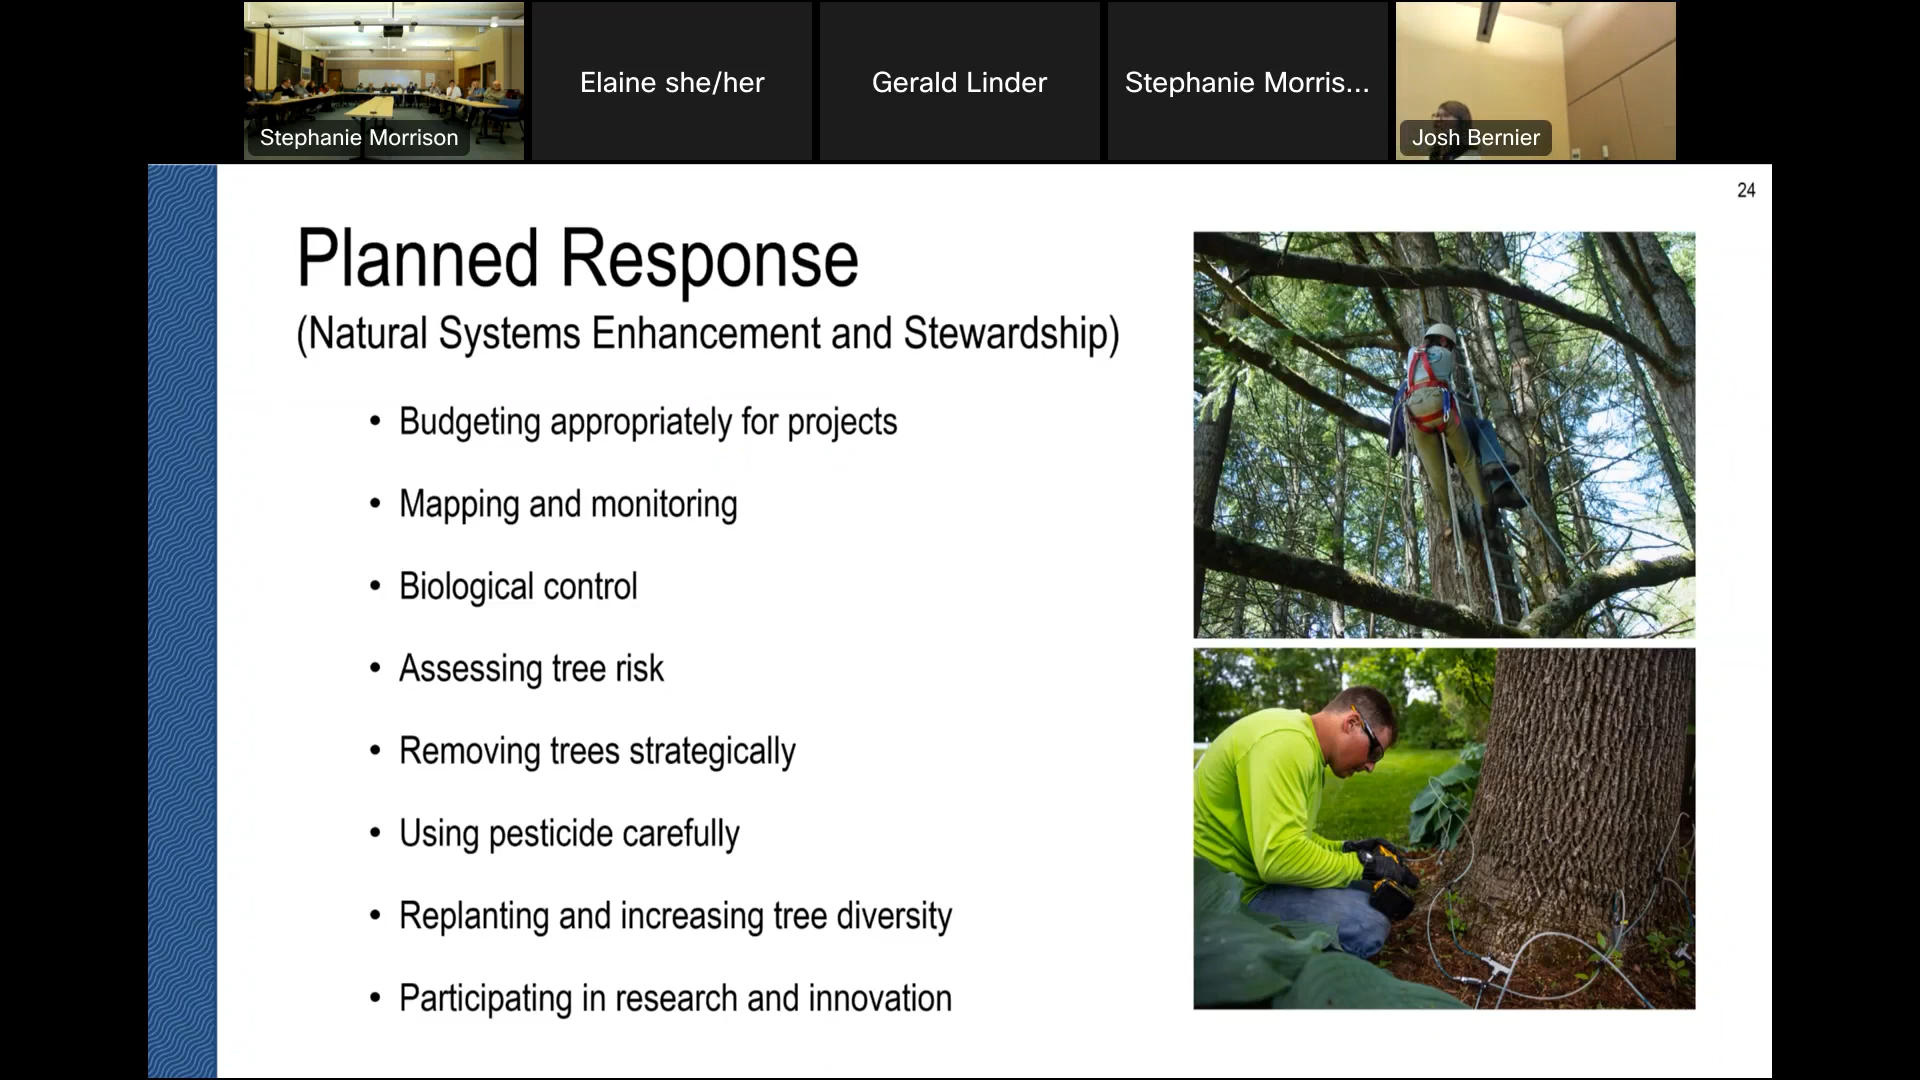 Stephanie Morrison
Elaine she/her
Gerald Linder
Stephanie Morris...
Josh Bernier
24
Planned Response
(Natural Systems Enhancement and Stewardship)
• Budgeting appropriately for projects
• Mapping and monitoring
• Biological control
• Assessing tree risk
• Removing trees strategically
• Using pesticide carefully
• Replanting and increasing tree diversity
• Participating in research and innovation